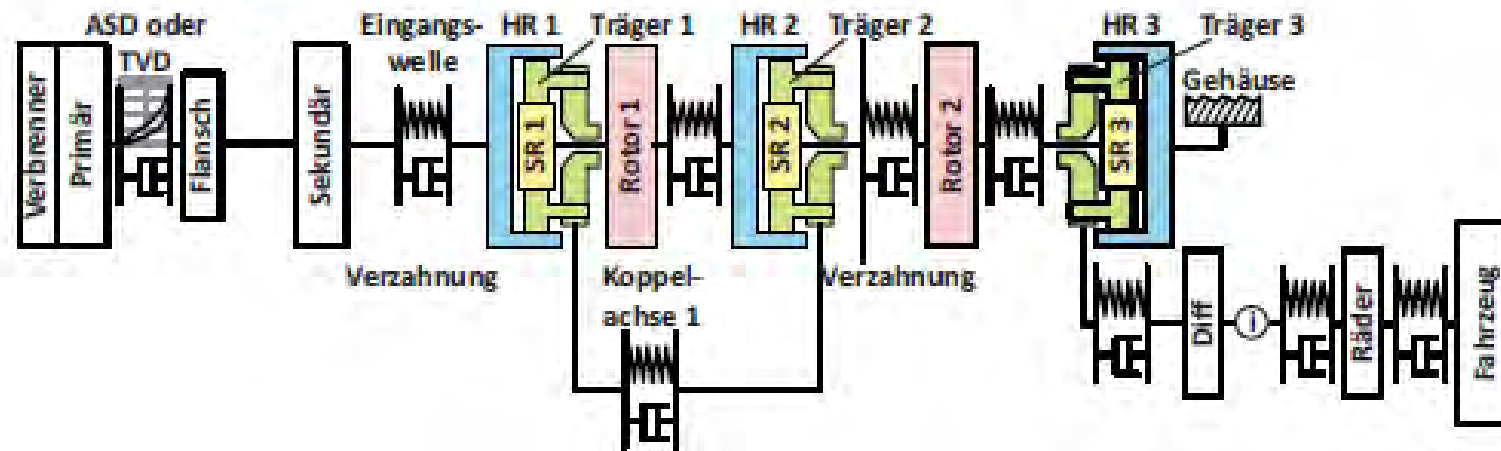 ASD oder
TVD
Eingangs-
welle
HR 1
Träger 1
HR 2
Träger 2
HR 3
Träger 3
Gehäuse
Verbrenner
Primär
Flansch
Sekundär
SR 1
Rotor 1
SR 2
Rotor 2
SR 3
Verzahnung
Koppel-
achse 1
Verzahnung
Diff
i
Räder
Fahrzeug